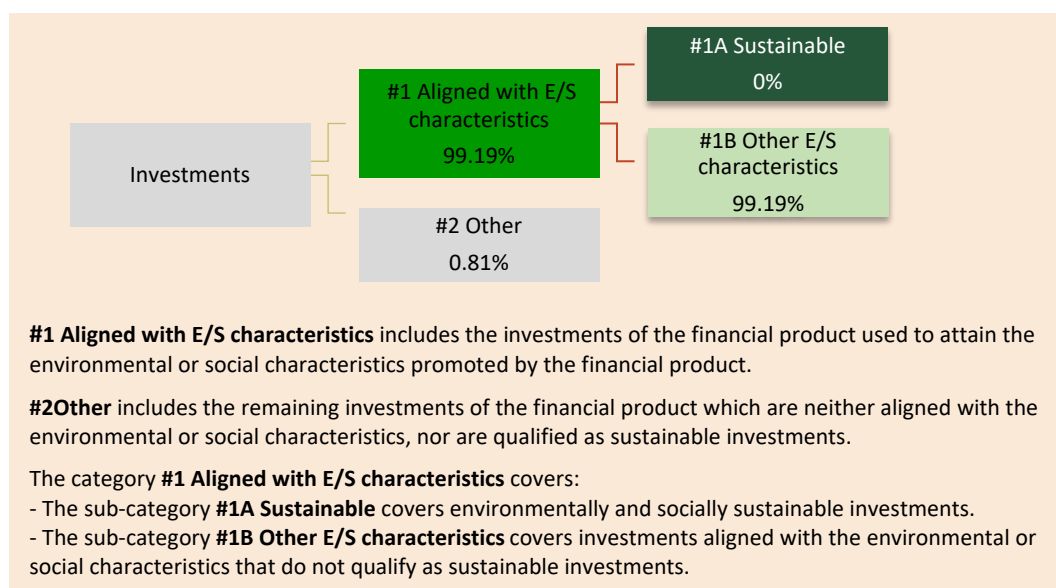 #1A Sustainable
0%
#1 Aligned with E/S
characteristics
99.19%
Investments
#1B Other E/S
characteristics
99.19%
#2 Other
0.81%
#1 Aligned with E/S characteristics includes the investments of the financial product used to attain the
environmental or social characteristics promoted by the financial product.
#2Other includes the remaining investments of the financial product which are neither aligned with the
environmental or social characteristics, nor are qualified as sustainable investments.
The category #1 Aligned with E/S characteristics covers:
- The sub-category #1A Sustainable covers environmentally and socially sustainable investments.
- The sub-category #1B Other E/S characteristics covers investments aligned with the environmental or
social characteristics that do not qualify as sustainable investments.